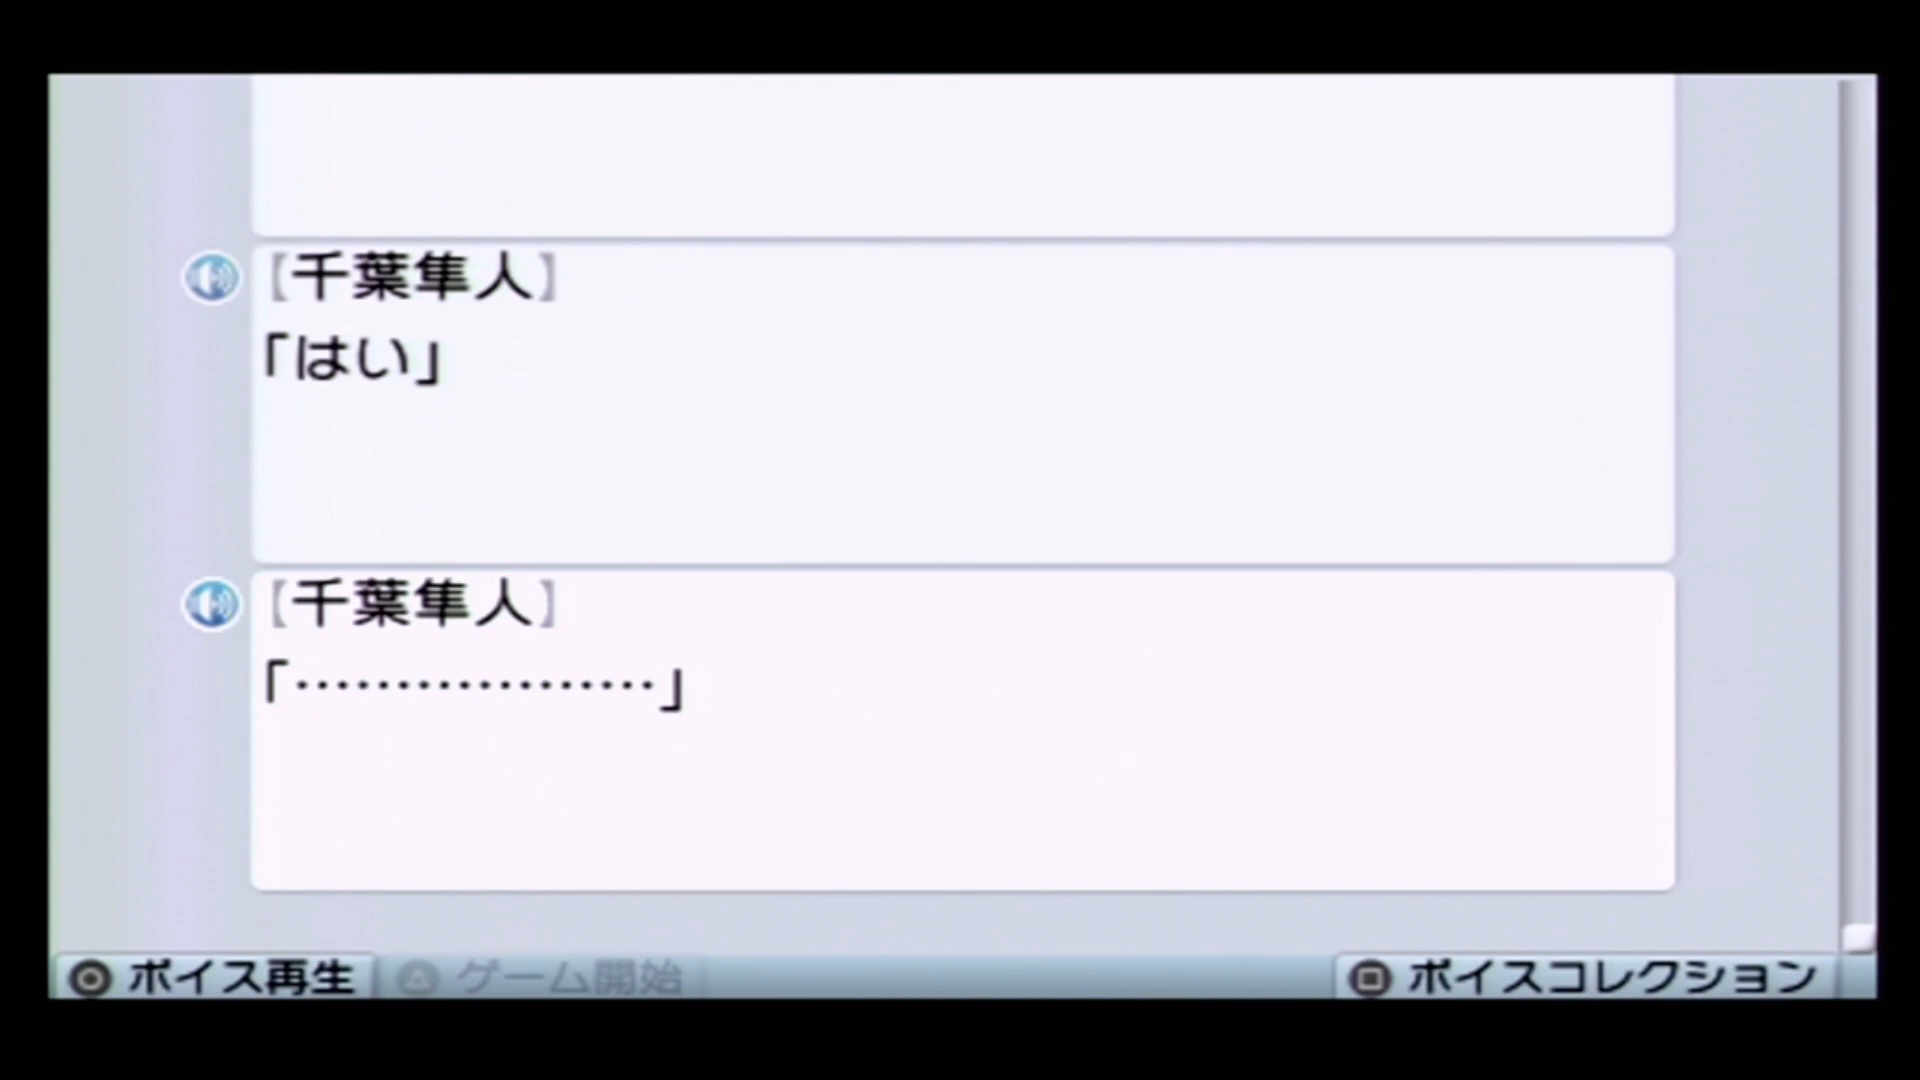 【千葉隼人】
「はい」
【千葉隼人】
「………………」
ボイス再生
ゲーム開始
ボイスコレクション